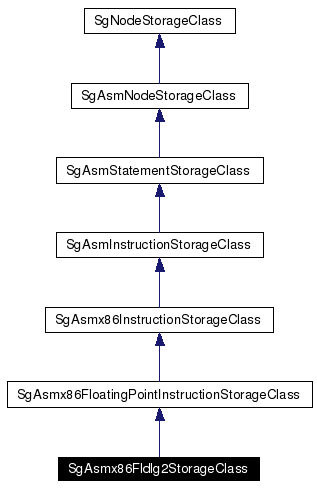 SgNodeStorageClass
SgAsmNodeStorageClass
SgAsmStatementStorageClass
SgAsmInstructionStorageClass
SgAsmx86InstructionStorageClass
SgAsmx86FloatingPointInstructionStorageClass
SgAsmx86Fldlg2StorageClass